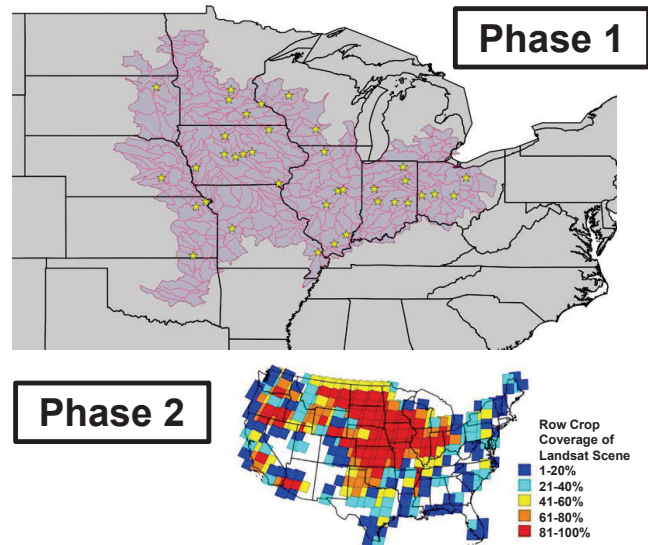 Phase 1
Phase 2
Row Crop
Coverage of
Landsat Scene
1-20%
21-40%
41-60%
61-80%
81-100%